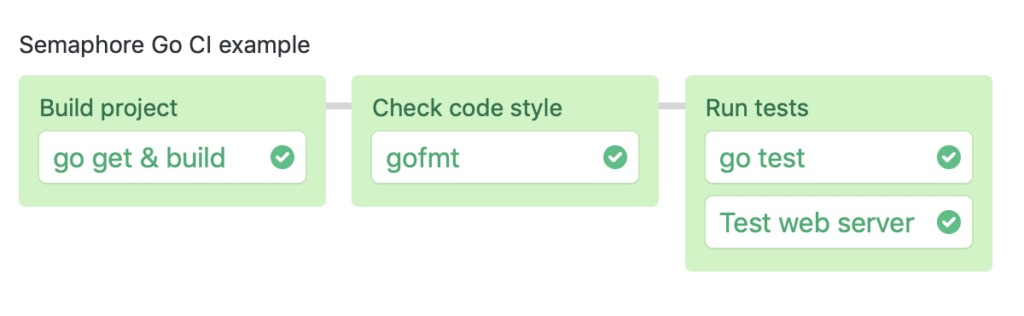 Semaphore Go CI example
Build project
go get & build
Check code style
gofmt
Run tests
go test
Test web server